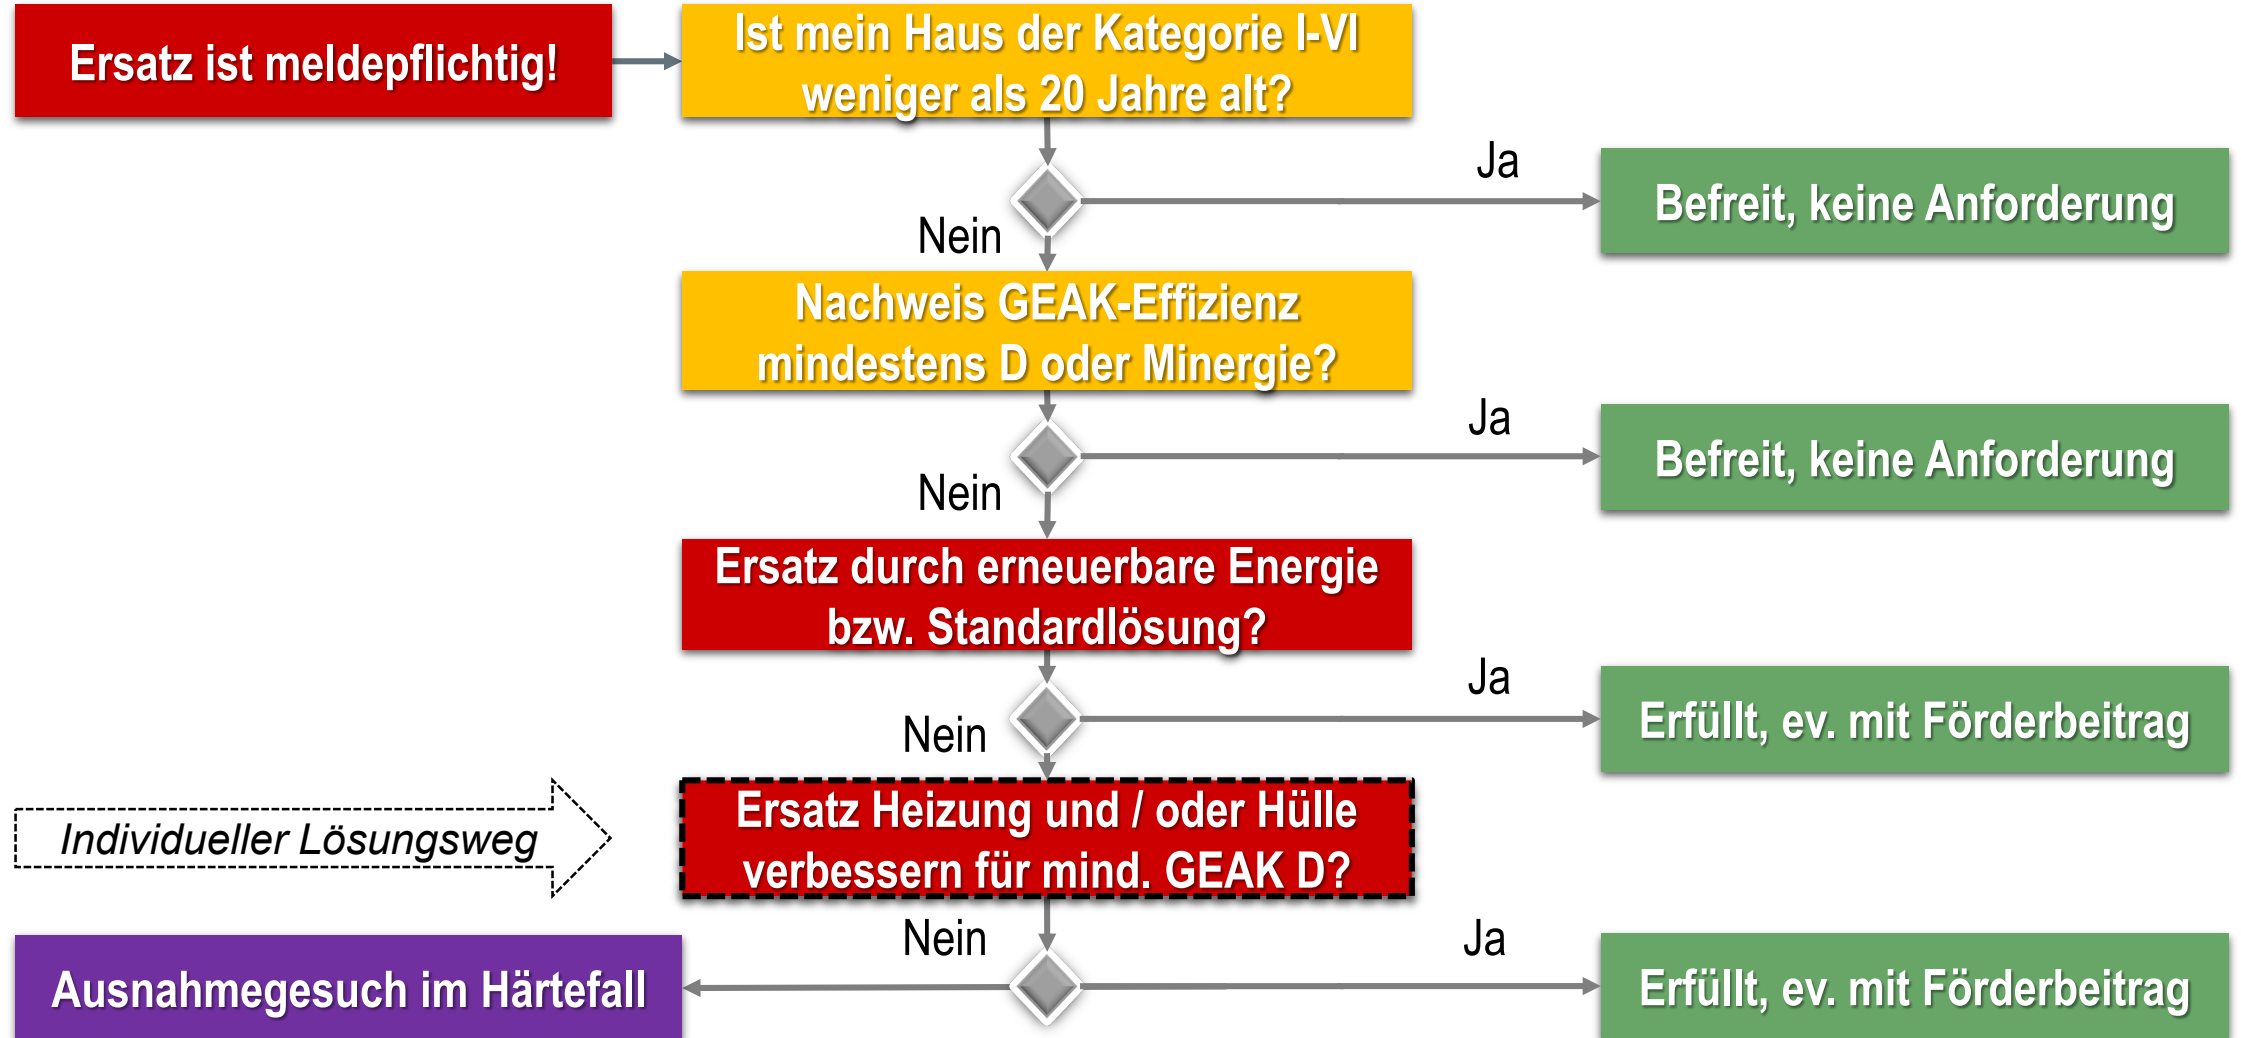 Ersatz ist meldepflichtig!
Ist mein Haus der Kategorie I-VI
weniger als 20 Jahre alt?
Ja
Befreit, keine Anforderung
Nein
Nachweis GEAK-Effizienz
mindestens D oder Minergie?
Ja
Befreit, keine Anforderung
Nein
Ersatz durch erneuerbare Energie
bzw. Standardlösung?
Ja
Erfüllt, ev. mit Förderbeitrag
Nein
Individueller Lösungsweg
Ersatz Heizung und / oder Hülle
verbessern für mind. GEAK D?
Nein
Ja
Ausnahmegesuch im Härtefall
Erfüllt, ev. mit Förderbeitrag